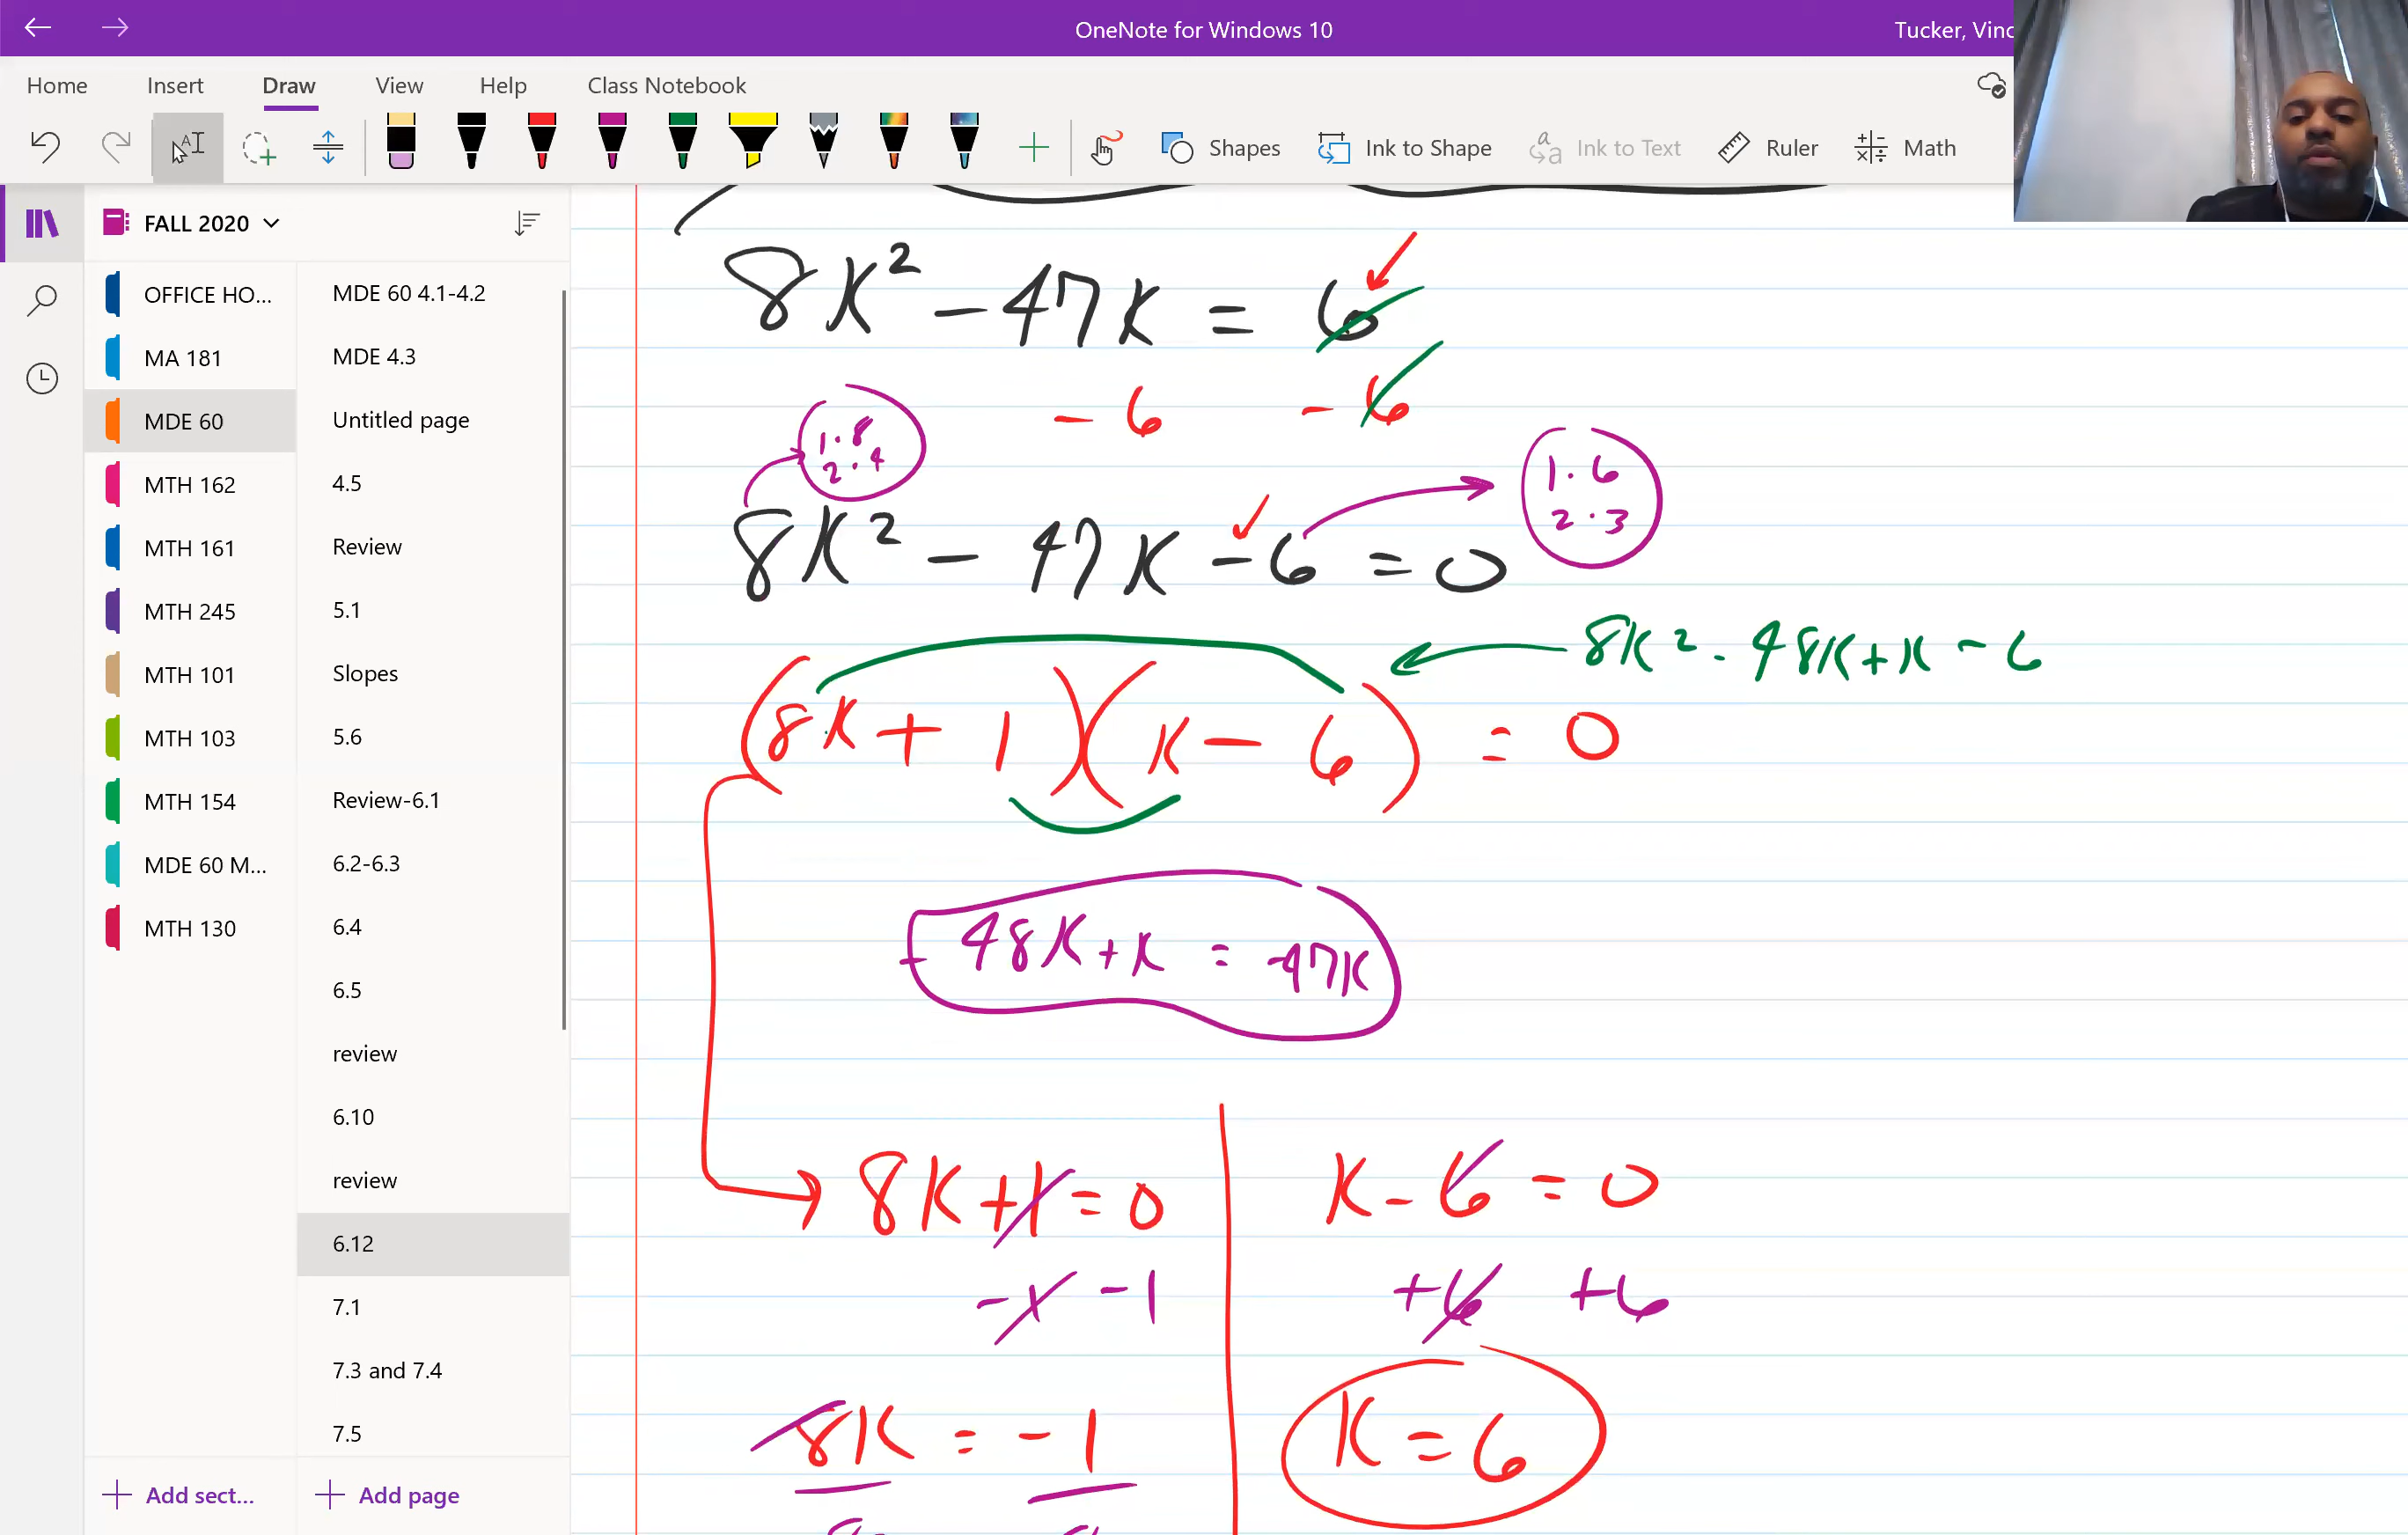 OneNote for Windows 10
Tucker, Vinc
Home Insert Draw View Help Class Notebook
Shapes Ink to Shape Ink to Text Ruler Math
FALL 2020
OFFICE HO...
MA 181
MDE 60
MTH 162
MTH 161
MTH 245
MTH 101
MTH 103
MTH 154
MDE 60 M...
MTH 130
Add sect...
MDE 60 4.1-4.2
MDE 4.3
Untitled page
4.5
Review
5.1
Slopes
5.6
Review-6.1
6.2-6.3
6.4
6.5
review
6.10
review
6.12
7.1
7.3 and 7.4
7.5
Add page
8K² - 47K = 6
- 6 - 6
1·8
2·4
1·6
2·3
8K² - 47K - 6 = 0
8K² - 48K + K - 6
(8K + 1)(K - 6) = 0
- 48K + K = -47K
8K + 1 = 0
- 1 - 1
8K = -1
K - 6 = 0
+6 +6
K = 6